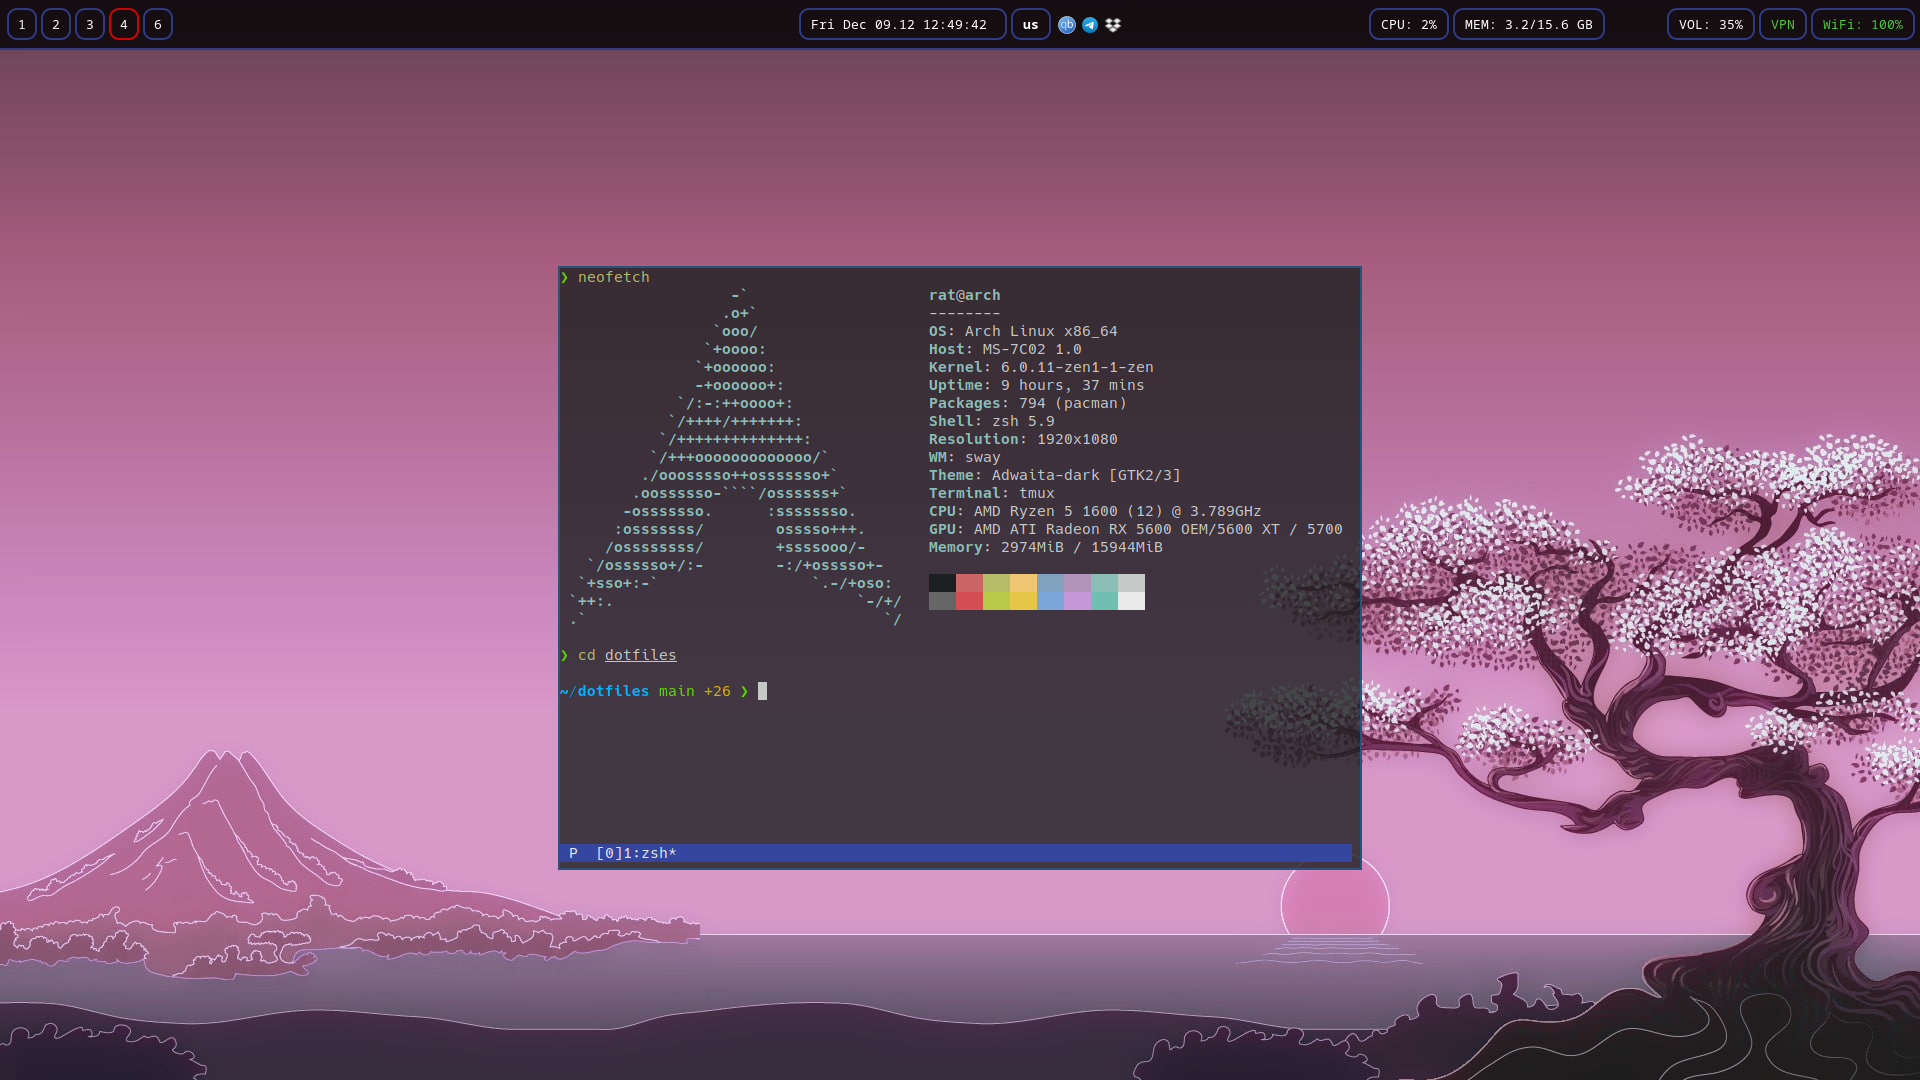 1 2 3 4 6 Fri Dec 09.12 12:49:42 us qb CPU: 2% MEM: 3.2/15.6 GB VOL: 35% VPN WiFi: 100%
❯ neofetch
-` rat@arch
.o+` --------
`ooo/ OS: Arch Linux x86_64
`+oooo: Host: MS-7C02 1.0
`+oooooo: Kernel: 6.0.11-zen1-1-zen
-+oooooo+: Uptime: 9 hours, 37 mins
`/:-:++oooo+: Packages: 794 (pacman)
`/++++/+++++++: Shell: zsh 5.9
`/++++++++++++++: Resolution: 1920x1080
`/+++ooooooooooooo/` WM: sway
./ooosssso++osssssso+` Theme: Adwaita-dark [GTK2/3]
.oossssso-````/ossssss+` Terminal: tmux
-osssssso. :ssssssso. CPU: AMD Ryzen 5 1600 (12) @ 3.789GHz
:osssssss/ osssso+++. GPU: AMD ATI Radeon RX 5600 OEM/5600 XT / 5700
/ossssssss/ +ssssooo/- Memory: 2974MiB / 15944MiB
`/ossssso+/:- -:/+osssso+-
`+sso+:-` `.-/+oso:
`++:. `-/+/
.` `/
❯ cd dotfiles
~/dotfiles main +26 ❯
P [0]1:zsh*